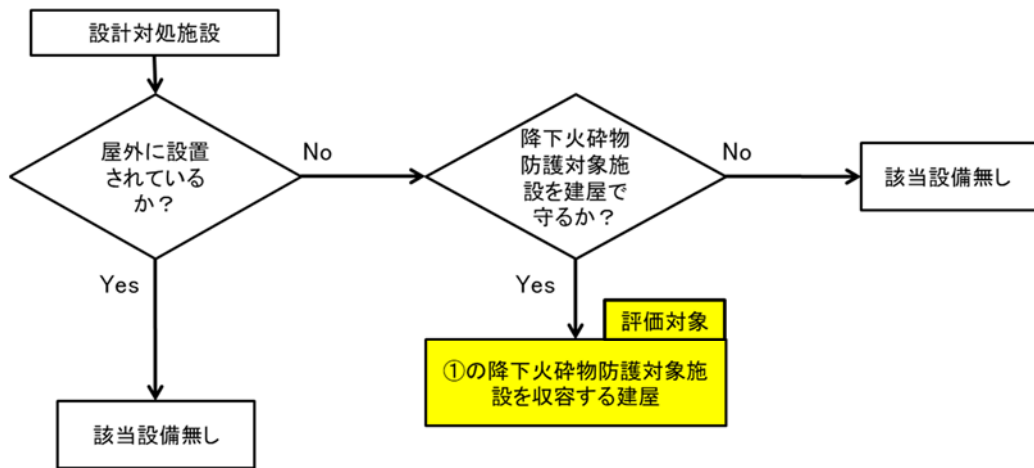 設計対処施設
屋外に設置
されている
か？
No
降下火砕物
防護対象施
設を建屋で
守るか？
No
該当設備無し
Yes
Yes
評価対象
①の降下火砕物防護対象施
設を収容する建屋
該当設備無し